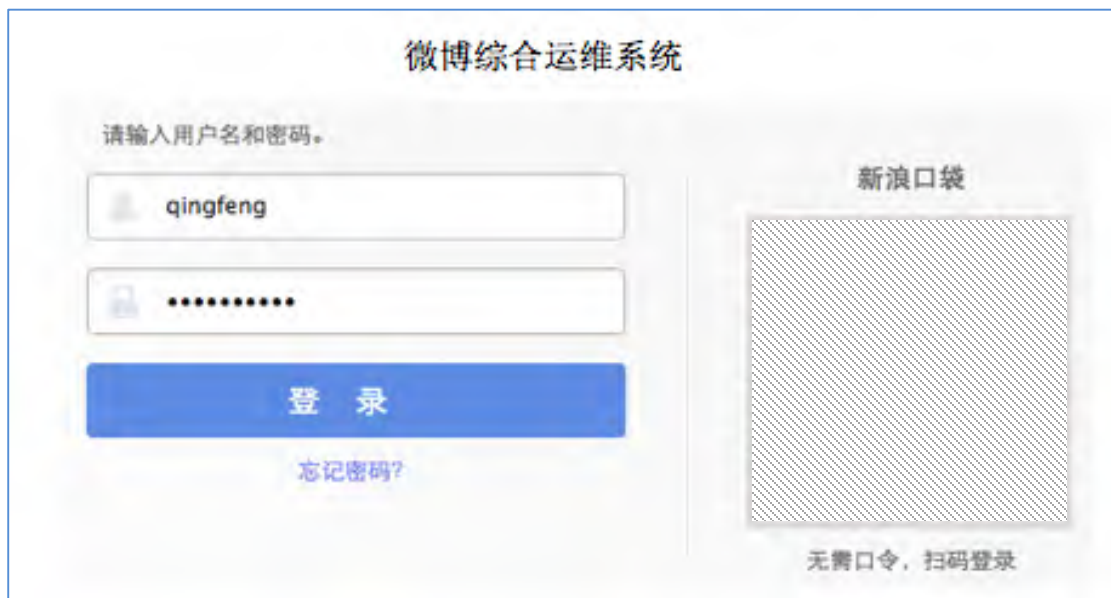 微博综合运维系统
请输入用户名和密码。
qingfeng
••••••••••
登 录
忘记密码?
新浪口袋
无需口令，扫码登录